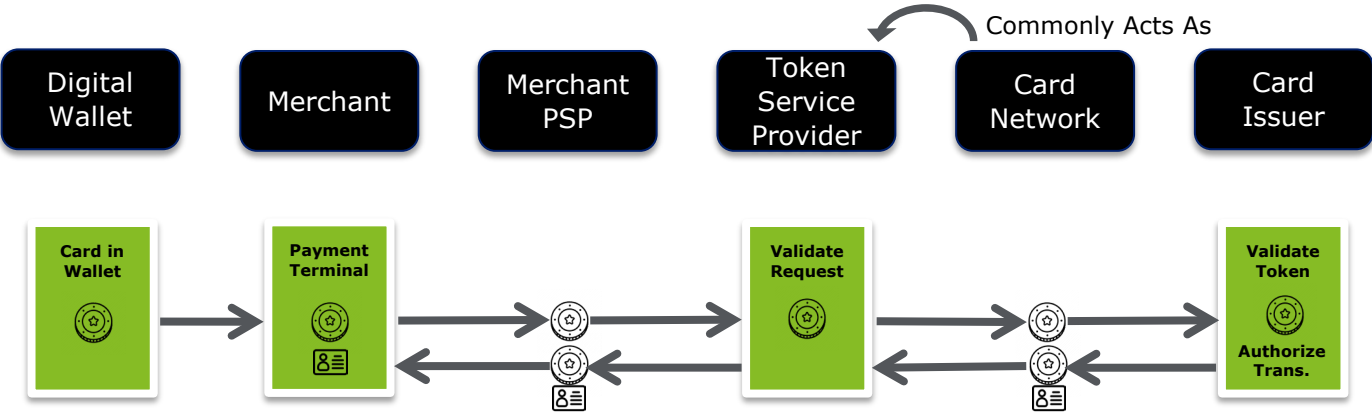 Commonly Acts As
Digital
Wallet
Merchant
Merchant
PSP
Token
Service
Provider
Card
Network
Card
Issuer
Card in
Wallet
Payment
Terminal
Validate
Request
Validate
Token
Authorize
Trans.